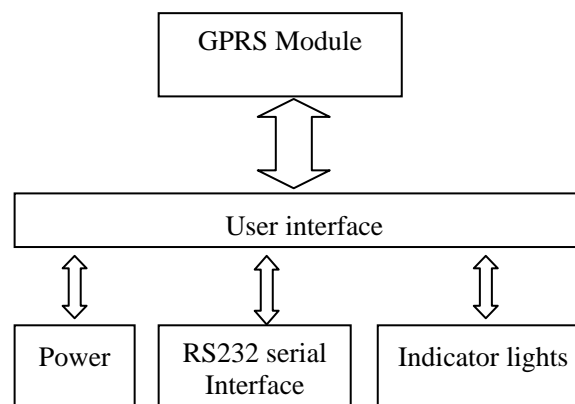 GPRS Module
User interface
Power
RS232 serial
Interface
Indicator lights